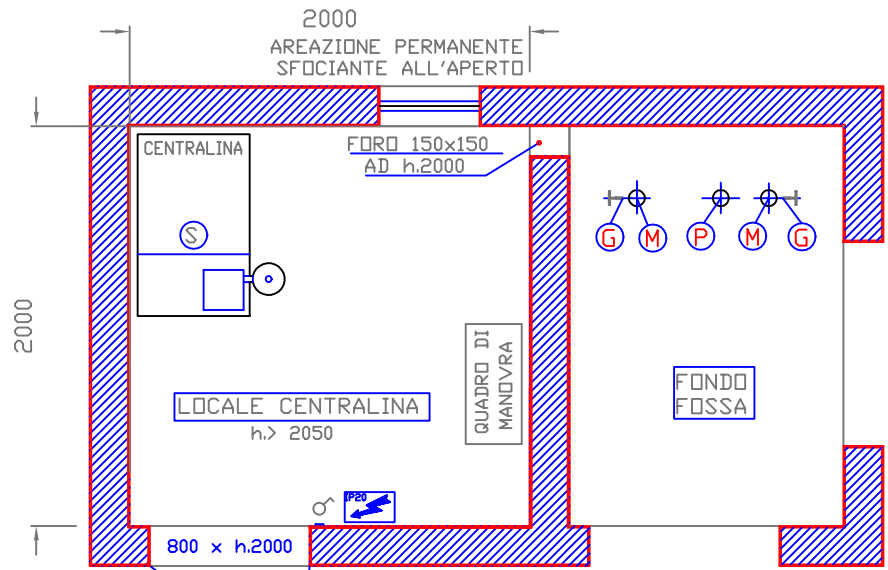 2000
AREAZIONE PERMANENTE
SFOCIANTE ALL'APERTO
CENTRALINA
FORO 150x150
AD h.2000
S
G M P M G
2000
QUADRO DI
MANOVRA
FONDO
FOSSA
LOCALE CENTRALINA
h.> 2050
IP20
800 x h.2000